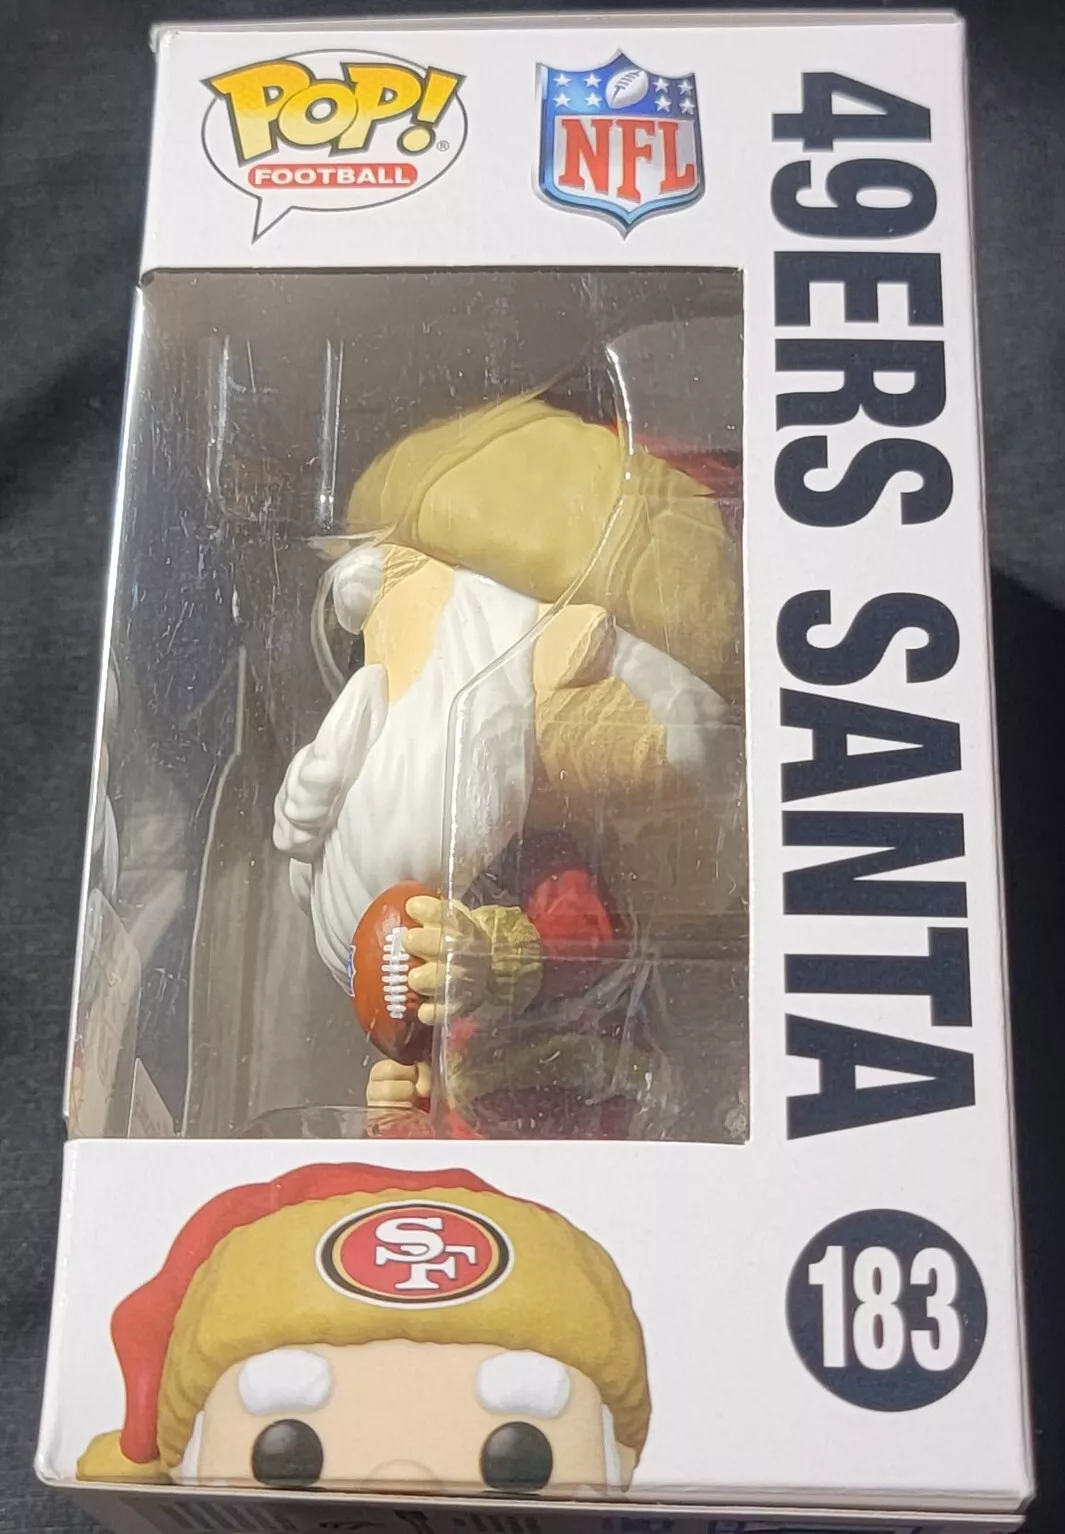 POP!®
FOOTBALL
NFL
49ERS SANTA
183
SF